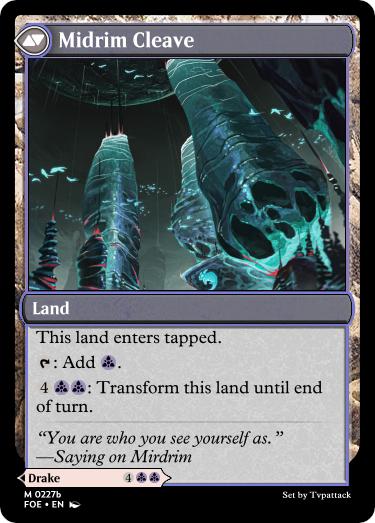 Midrim Cleave
Land
This land enters tapped.
: Add .
4 : Transform this land until end
of turn.
“You are who you see yourself as.”
—Saying on Mirdrim
Drake 4
M 0227b
FOE • EN
Set by Tvpattack